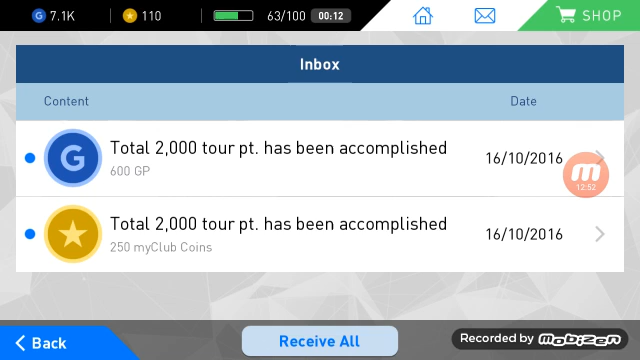 G 7.1K 110 63/100 00:12 SHOP
Inbox
Content Date
G Total 2,000 tour pt. has been accomplished 16/10/2016
600 GP
m 12:52
Total 2,000 tour pt. has been accomplished 16/10/2016
250 myClub Coins
Back Receive All Recorded by mobizen